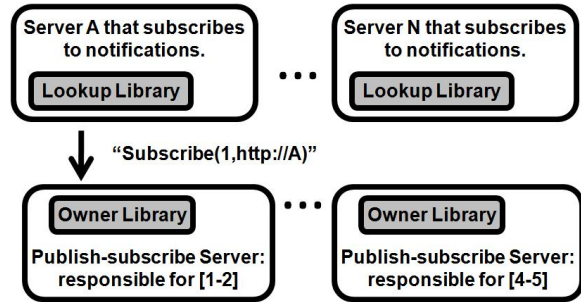 Server A that subscribes
to notifications.
Lookup Library
Server N that subscribes
to notifications.
Lookup Library
...
“Subscribe(1,http://A)”
Owner Library
Publish-subscribe Server:
responsible for [1-2]
...
Owner Library
Publish-subscribe Server:
responsible for [4-5]